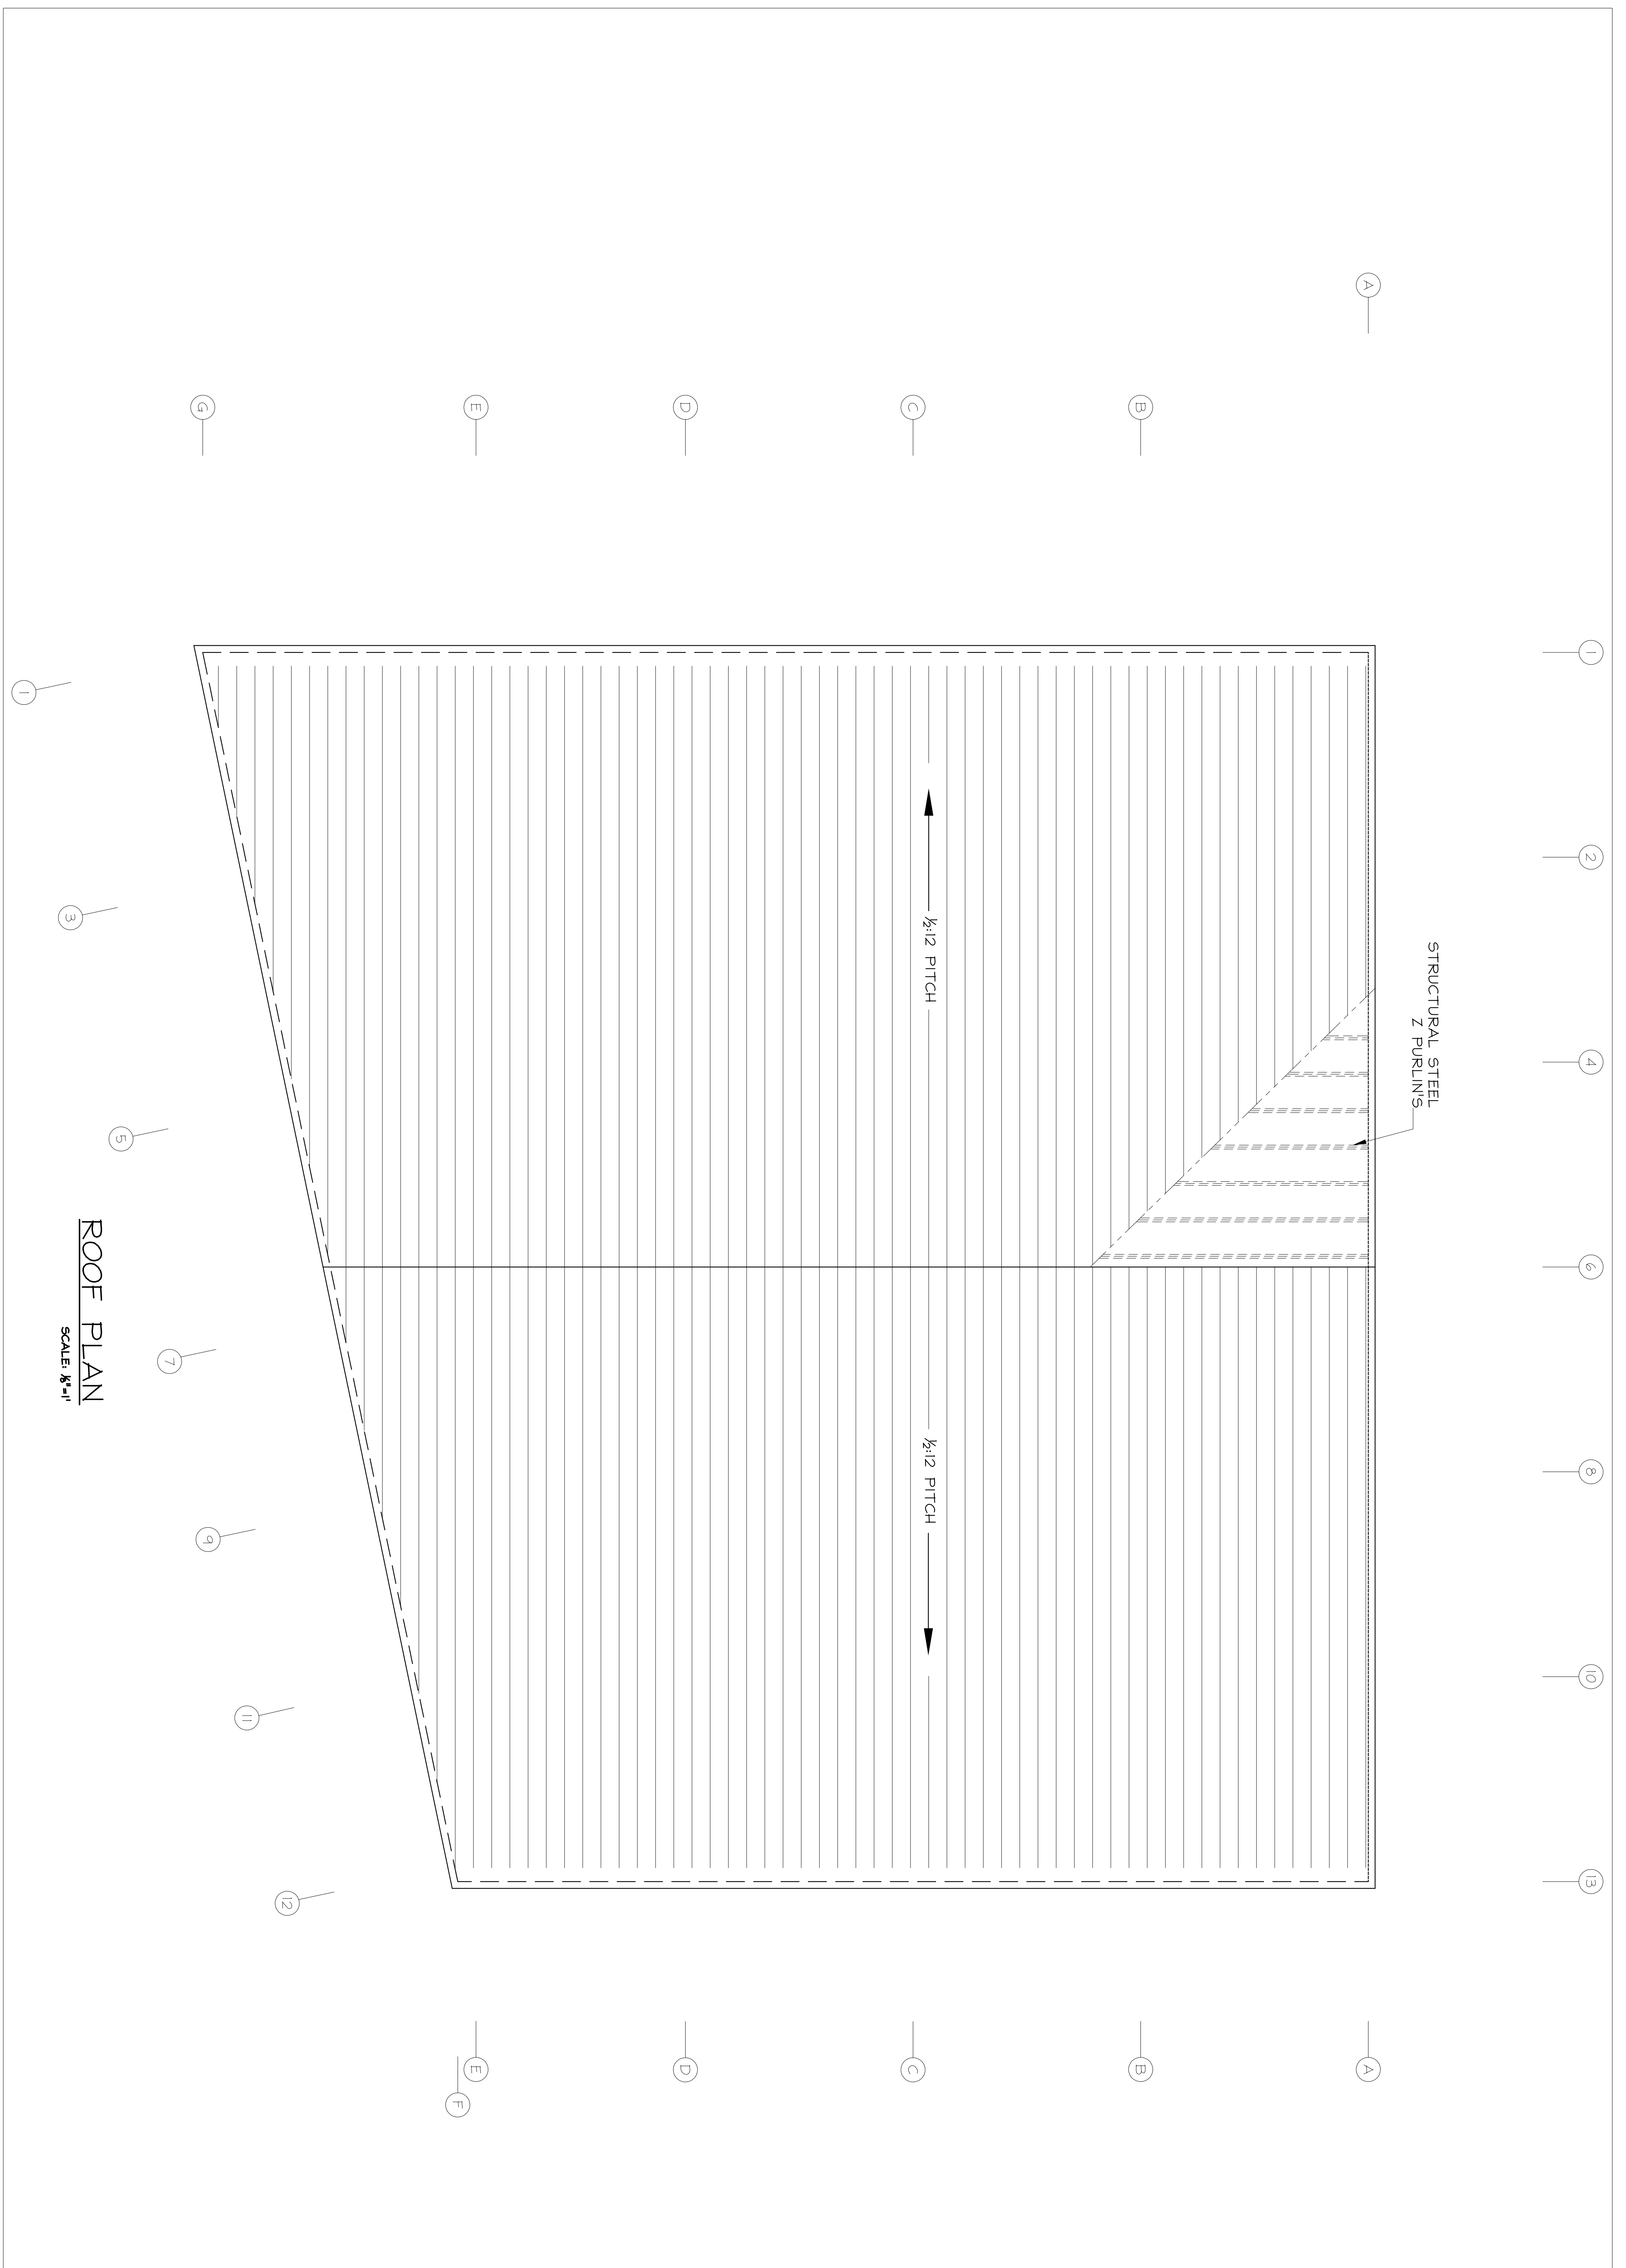 1
2
4
6
8
10
13
STRUCTURAL STEEL
Z PURLIN'S
A
B
C
D
E
G
A
B
C
D
E
F
½:12 PITCH
½:12 PITCH
1
3
5
7
9
11
12
ROOF PLAN
SCALE: ⅛"=1'